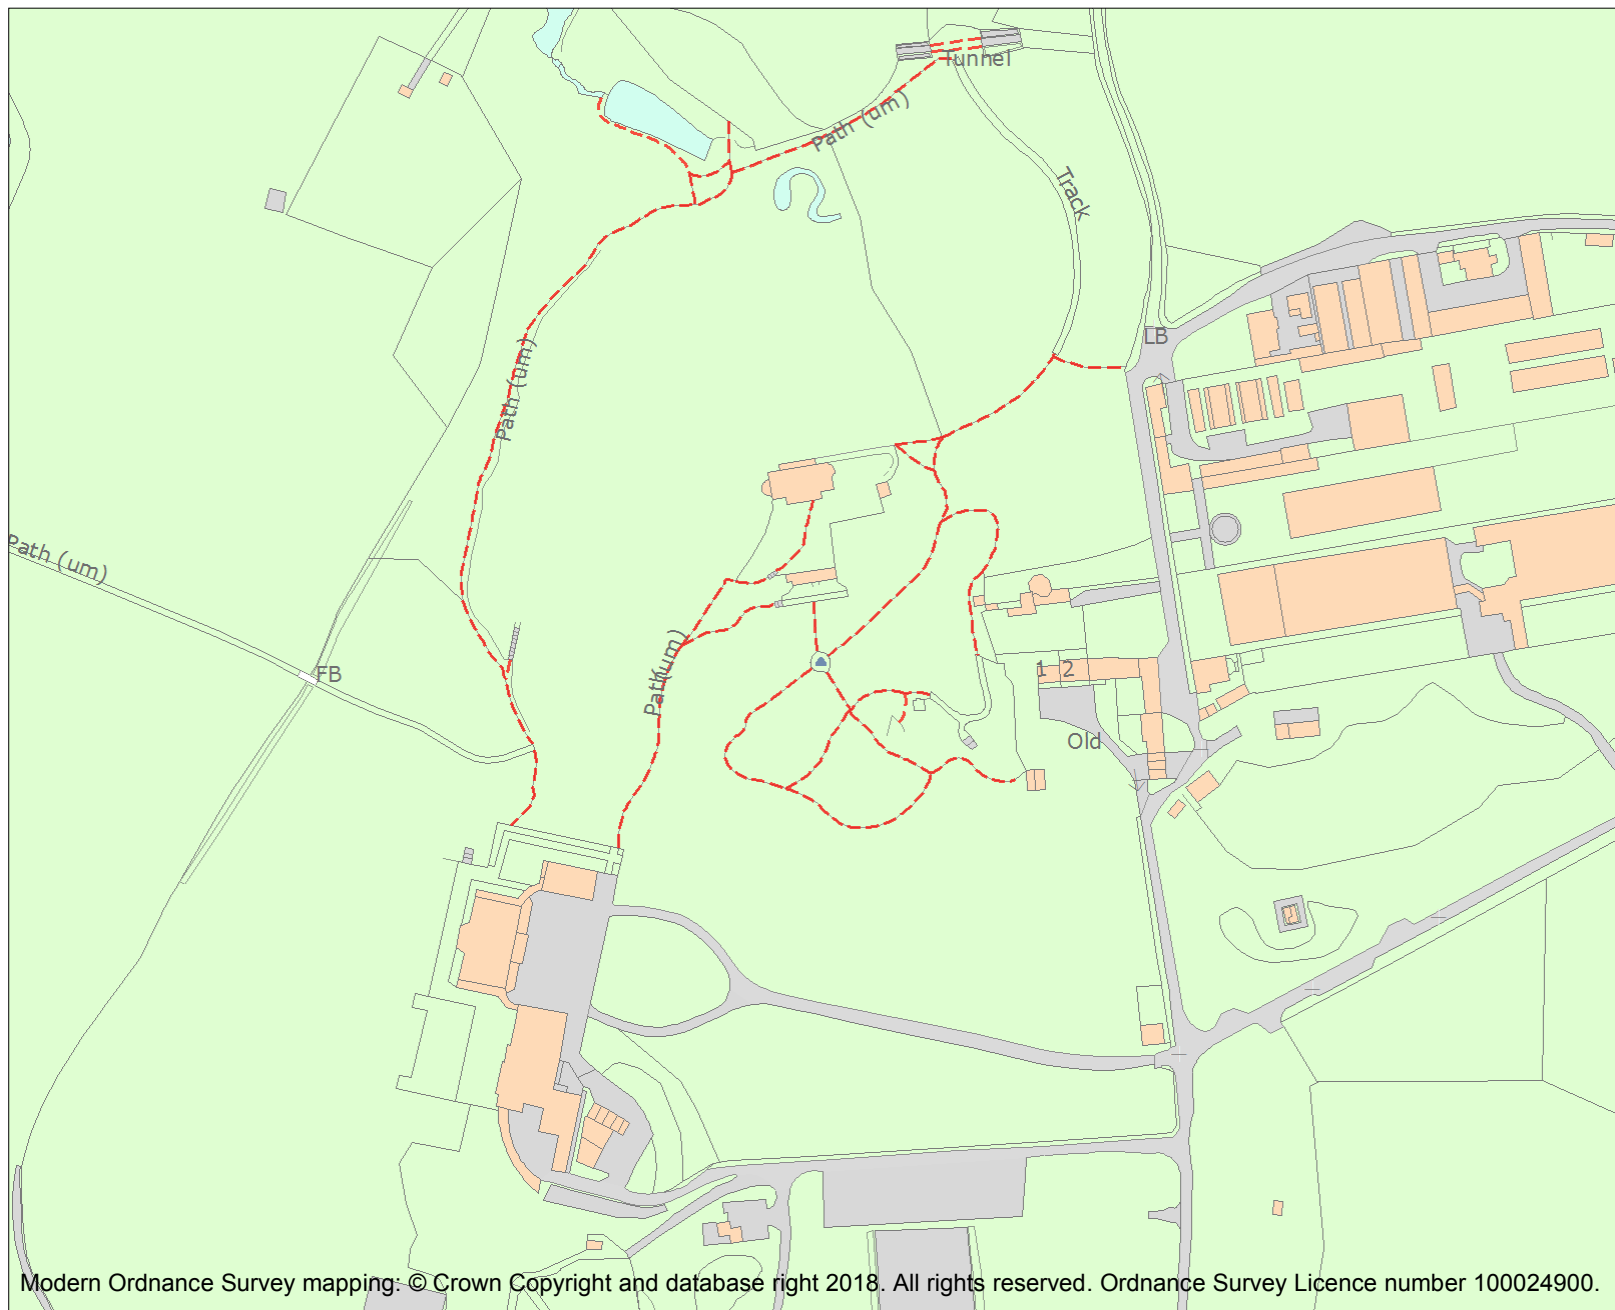 Tunnel
Path (um)
Track
LB
Path (um)
Path (um)
Path(um)
FB
1 2
Old
Modern Ordnance Survey mapping: © Crown Copyright and database right 2018. All rights reserved. Ordnance Survey Licence number 100024900.